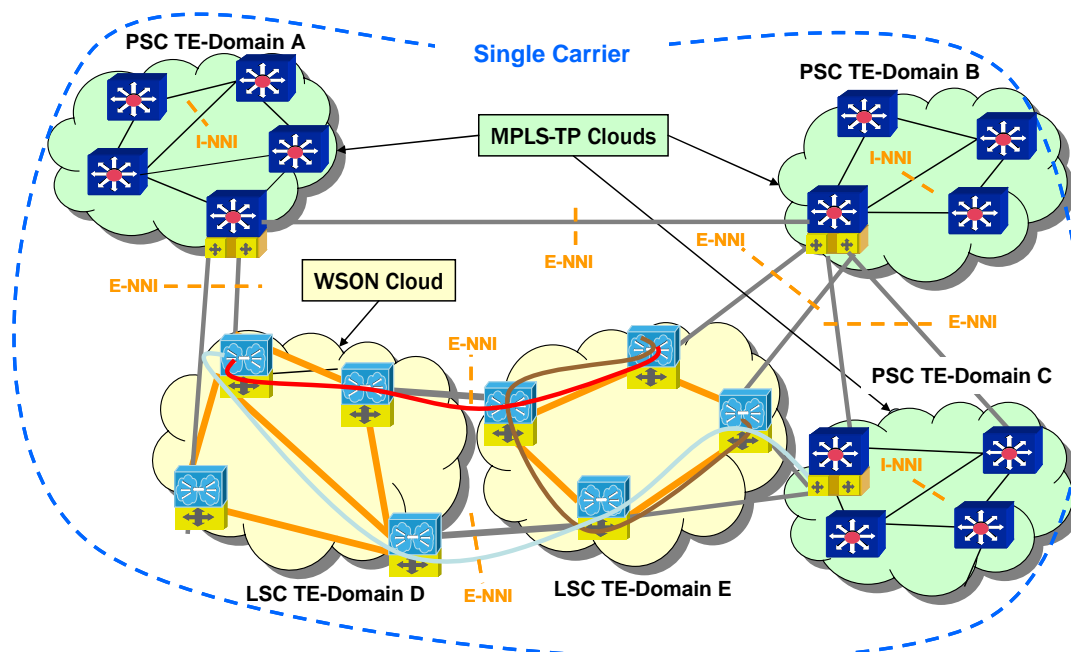 PSC TE-Domain A
Single Carrier
PSC TE-Domain B
I-NNI
MPLS-TP Clouds
I-NNI
E-NNI
E-NNI
E-NNI
WSON Cloud
E-NNI
E-NNI
PSC TE-Domain C
I-NNI
LSC TE-Domain D
E-NNI
LSC TE-Domain E